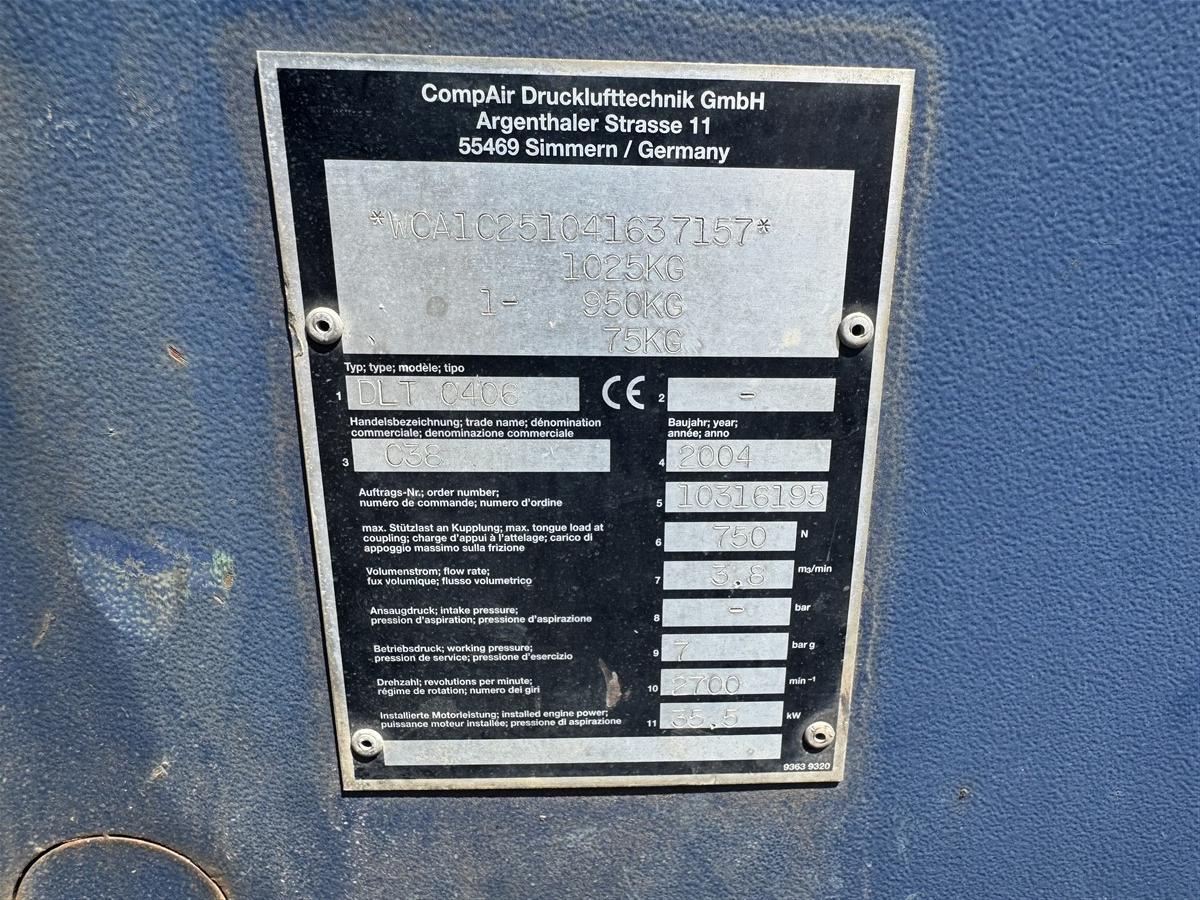 CompAir Drucklufttechnik GmbH
Argenthaler Strasse 11
55469 Simmern / Germany
*WCA1C251041637157*
1025KG
1- 950KG
75KG
Typ; type; modèle; tipo
1 DLT 0406 CE 2 -
Handelsbezeichnung; trade name; dénomination
commerciale; denominazione commerciale
Baujahr; year;
année; anno
3 C38 4 2004
Auftrags-Nr.; order number;
numéro de commande; numero d'ordine
5 10316195
max. Stützlast an Kupplung; max. tongue load at
coupling; charge d'appui à l'attelage; carico di
appoggio massimo sulla frizione
6 750 N
Volumenstrom; flow rate;
fux volumique; flusso volumetrico
7 3.8 m3/min
Ansaugdruck; intake pressure;
pression d'aspiration; pressione d'aspirazione
8 - bar
Betriebsdruck; working pressure;
pression de service; pressione d'esercizio
9 7 bar g
Drehzahl; revolutions per minute;
régime de rotation; numero dei giri
10 2700 min -1
Installierte Motorleistung; installed engine power;
puissance moteur installée; pressione di aspirazione
11 35.5 kW
9363 9320